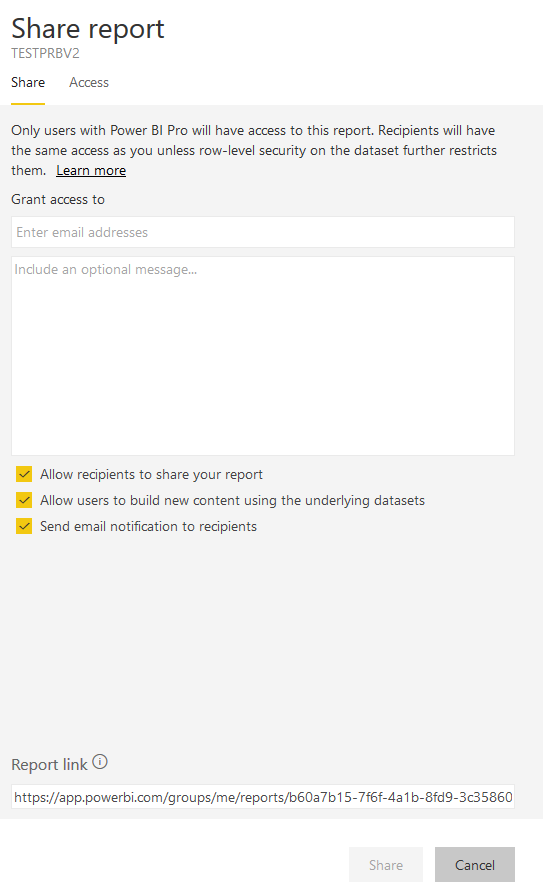 Share report
TESTPRBV2
Share Access
Only users with Power BI Pro will have access to this report. Recipients will have
the same access as you unless row-level security on the dataset further restricts
them. Learn more
Grant access to
Enter email addresses
Include an optional message...
Allow recipients to share your report
Allow users to build new content using the underlying datasets
Send email notification to recipients
Report link
https://app.powerbi.com/groups/me/reports/b60a7b15-7f6f-4a1b-8fd9-3c35860
Share Cancel